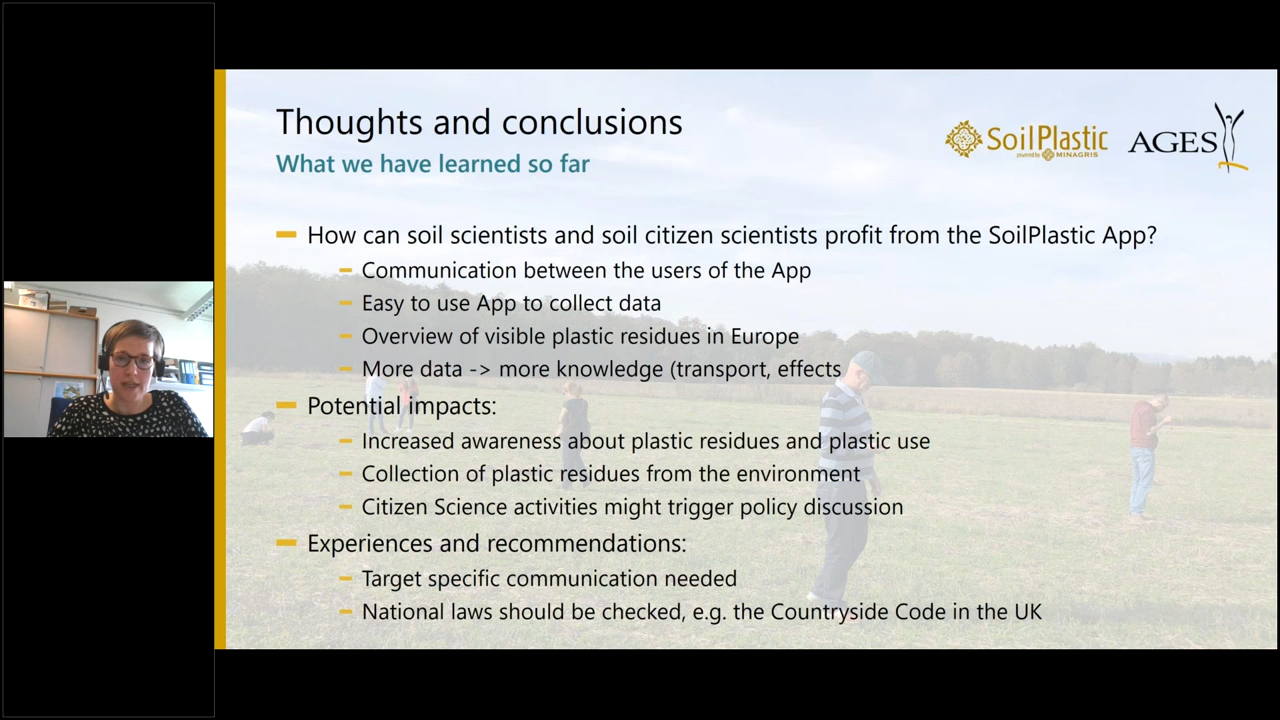 Thoughts and conclusions
What we have learned so far
SoilPlastic
powered by MINAGRIS
AGES
How can soil scientists and soil citizen scientists profit from the SoilPlastic App?
Communication between the users of the App
Easy to use App to collect data
Overview of visible plastic residues in Europe
More data -> more knowledge (transport, effects
Potential impacts:
Increased awareness about plastic residues and plastic use
Collection of plastic residues from the environment
Citizen Science activities might trigger policy discussion
Experiences and recommendations:
Target specific communication needed
National laws should be checked, e.g. the Countryside Code in the UK